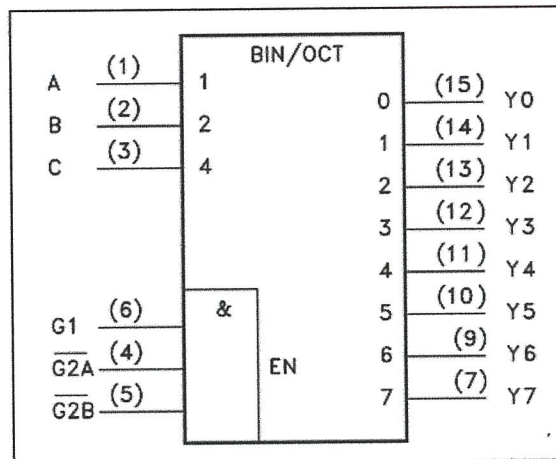 BIN/OCT
A (1) 1
B (2) 2
C (3) 4
0 (15) Y0
1 (14) Y1
2 (13) Y2
3 (12) Y3
4 (11) Y4
5 (10) Y5
6 (9) Y6
7 (7) Y7
&
G1 (6)
G2A (4)
G2B (5)
EN